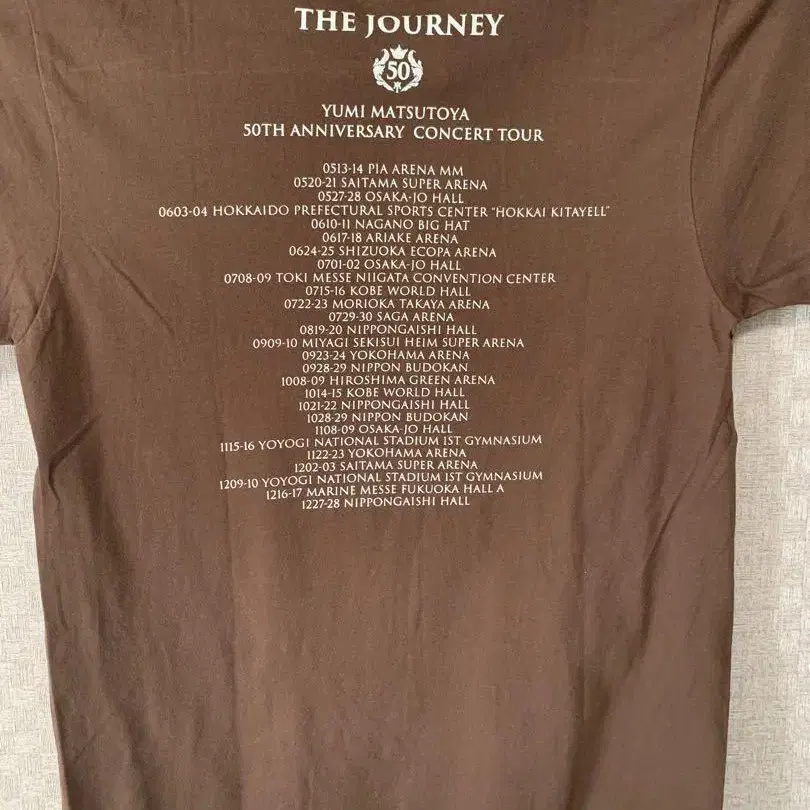 THE JOURNEY
50
YUMI MATSUTOYA
50TH ANNIVERSARY CONCERT TOUR
0513-14 PIA ARENA MM
0520-21 SAITAMA SUPER ARENA
0527-28 OSAKA-JO HALL
0603-04 HOKKAIDO PREFECTURAL SPORTS CENTER "HOKKAI KITAYELL"
0610-11 NAGANO BIG HAT
0617-18 ARIAKE ARENA
0624-25 SHIZUOKA ECOPA ARENA
0701-02 OSAKA-JO HALL
0708-09 TOKI MESSE NIIGATA CONVENTION CENTER
0715-16 KOBE WORLD HALL
0722-23 MORIOKA TAKAYA ARENA
0729-30 SAGA ARENA
0819-20 NIPPONGAISHI HALL
0909-10 MIYAGI SEKISUI HEIM SUPER ARENA
0923-24 YOKOHAMA ARENA
0928-29 NIPPON BUDOKAN
1008-09 HIROSHIMA GREEN ARENA
1014-15 KOBE WORLD HALL
1021-22 NIPPONGAISHI HALL
1028-29 NIPPON BUDOKAN
1108-09 OSAKA-JO HALL
1115-16 YOYOGI NATIONAL STADIUM 1ST GYMNASIUM
1122-23 YOKOHAMA ARENA
1202-03 SAITAMA SUPER ARENA
1209-10 YOYOGI NATIONAL STADIUM 1ST GYMNASIUM
1216-17 MARINE MESSE FUKUOKA HALL A
1227-28 NIPPONGAISHI HALL